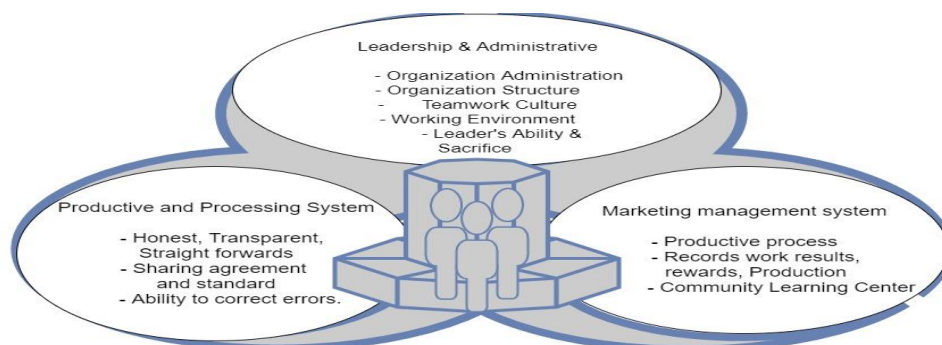 Leadership & Administrative
- Organization Administration
- Organization Structure
- Teamwork Culture
- Working Environment
- Leader's Ability &
Sacrifice
Productive and Processing System
- Honest, Transparent,
Straight forwards
- Sharing agreement
and standard
- Ability to correct errors.
Marketing management system
- Productive process
- Records work results,
rewards, Production
- Community Learning Center